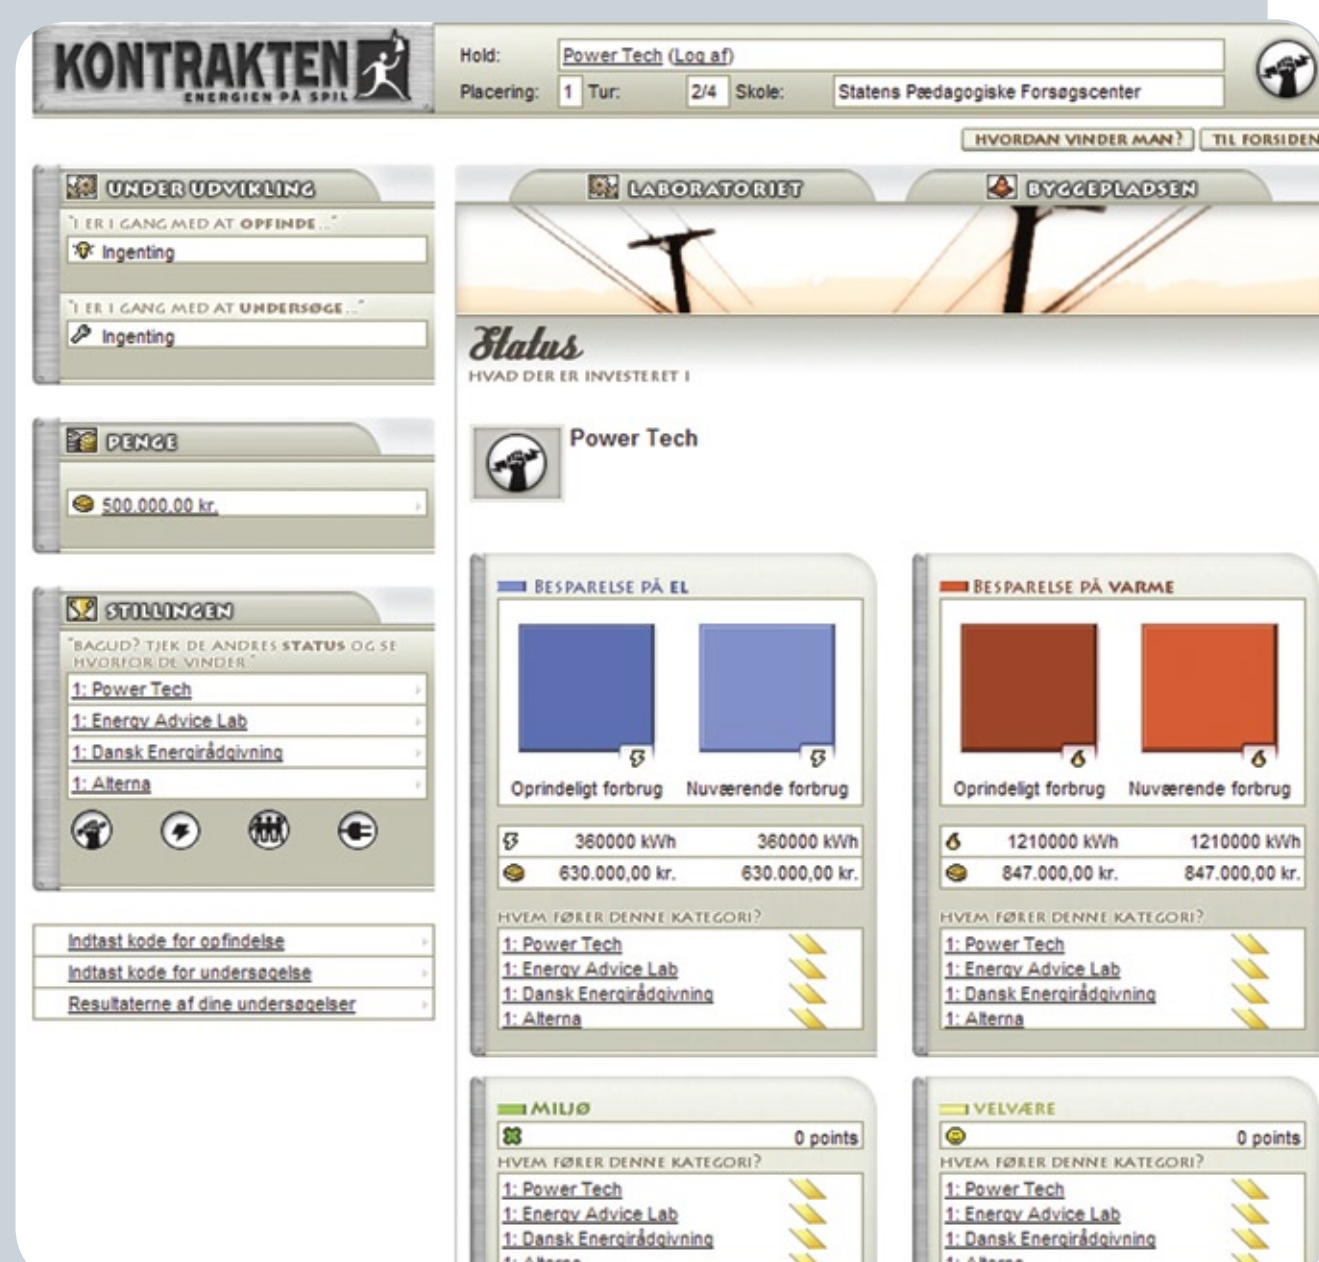 KONTRAKTEN
ENERGIEN PÅ SPIL
Hold: Power Tech (Log af)
Placering: 1 Tur: 2/4 Skole: Statens Pædagogiske Forsøgscenter
HVORDAN VINDER MAN?
TIL FORSIDEN
UNDER UDVIKLING
"I ER I GANG MED AT OPFINDE..."
Ingenting
"I ER I GANG MED AT UNDERSØGE..."
Ingenting
PENGE
500.000,00 kr.
STILLINGEN
"BAGUD? TJEK DE ANDRES STATUS OG SE
HVORFOR DE VINDER"
1: Power Tech
1: Energy Advice Lab
1: Dansk Energirådgivning
1: Alterna
Indtast kode for opfindelse
Indtast kode for undersøgelse
Resultaterne af dine undersøgelser
LABORATORIET
BYGGEPLADSEN
Status
HVAD DER ER INVESTERET I
Power Tech
BESPARELSE PÅ EL
Oprindeligt forbrug Nuværende forbrug
360000 kWh 360000 kWh
630.000,00 kr. 630.000,00 kr.
HVEM FØRER DENNE KATEGORI?
1: Power Tech
1: Energy Advice Lab
1: Dansk Energirådgivning
1: Alterna
BESPARELSE PÅ VARME
Oprindeligt forbrug Nuværende forbrug
1210000 kWh 1210000 kWh
847.000,00 kr. 847.000,00 kr.
HVEM FØRER DENNE KATEGORI?
1: Power Tech
1: Energy Advice Lab
1: Dansk Energirådgivning
1: Alterna
MILJØ
0 points
HVEM FØRER DENNE KATEGORI?
1: Power Tech
1: Energy Advice Lab
1: Dansk Energirådgivning
1: Alterna
VELVÆRE
0 points
HVEM FØRER DENNE KATEGORI?
1: Power Tech
1: Energy Advice Lab
1: Dansk Energirådgivning
1: Alterna